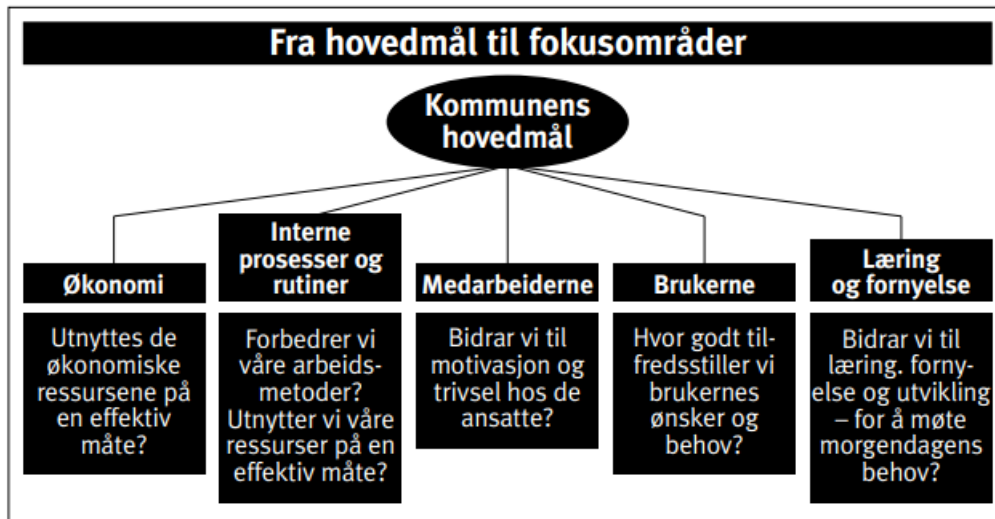 Fra hovedmål til fokusområder
Kommunens
hovedmål
Økonomi
Utnyttes de
økonomiske
ressursene på
en effektiv
måte?
Interne
prosesser og
rutiner
Forbedrer vi
våre arbeids-
metoder?
Utnytter vi våre
ressurser på en
effektiv måte?
Medarbeiderne
Bidrar vi til
motivasjon og
trivsel hos de
ansatte?
Brukerne
Hvor godt til-
fredsstiller vi
brukernes
ønsker og
behov?
Læring
og fornyelse
Bidrar vi til
læring. forny-
else og utvikling
– for å møte
morgendagens
behov?